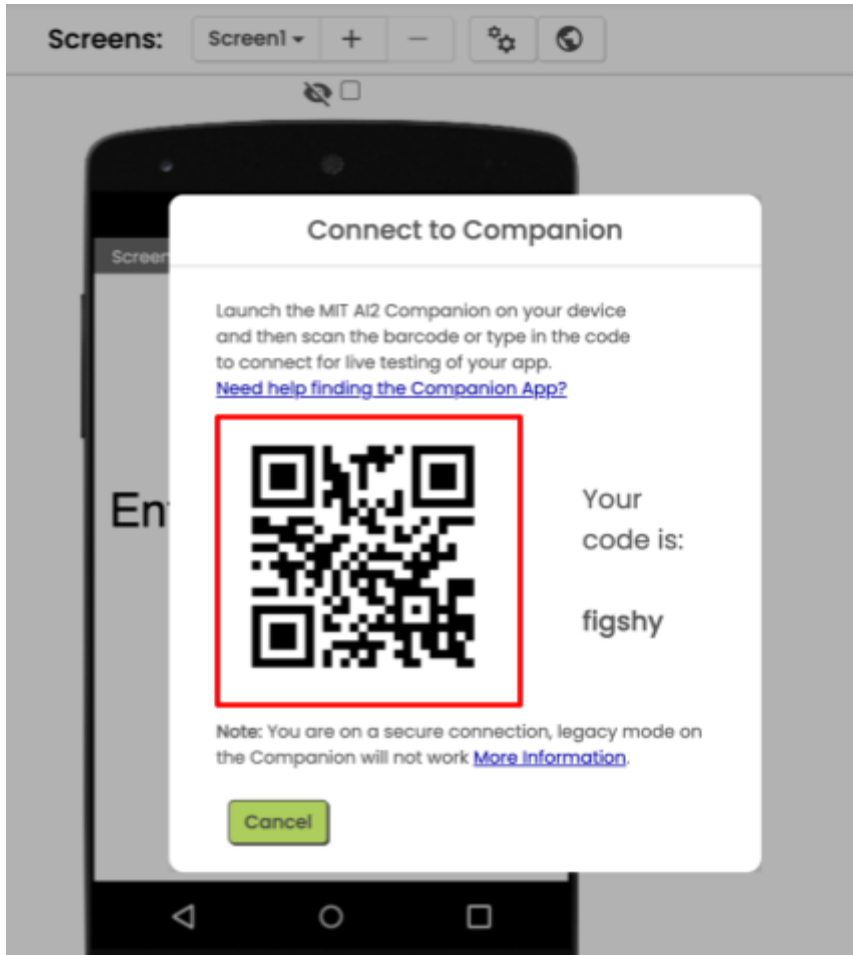 Screens: Screen1
Connect to Companion
Screen
Launch the MIT AI2 Companion on your device
and then scan the barcode or type in the code
to connect for live testing of your app.
Need help finding the Companion App?
En
Your
code is:
figshy
Note: You are on a secure connection, legacy mode on
the Companion will not work More Information.
Cancel